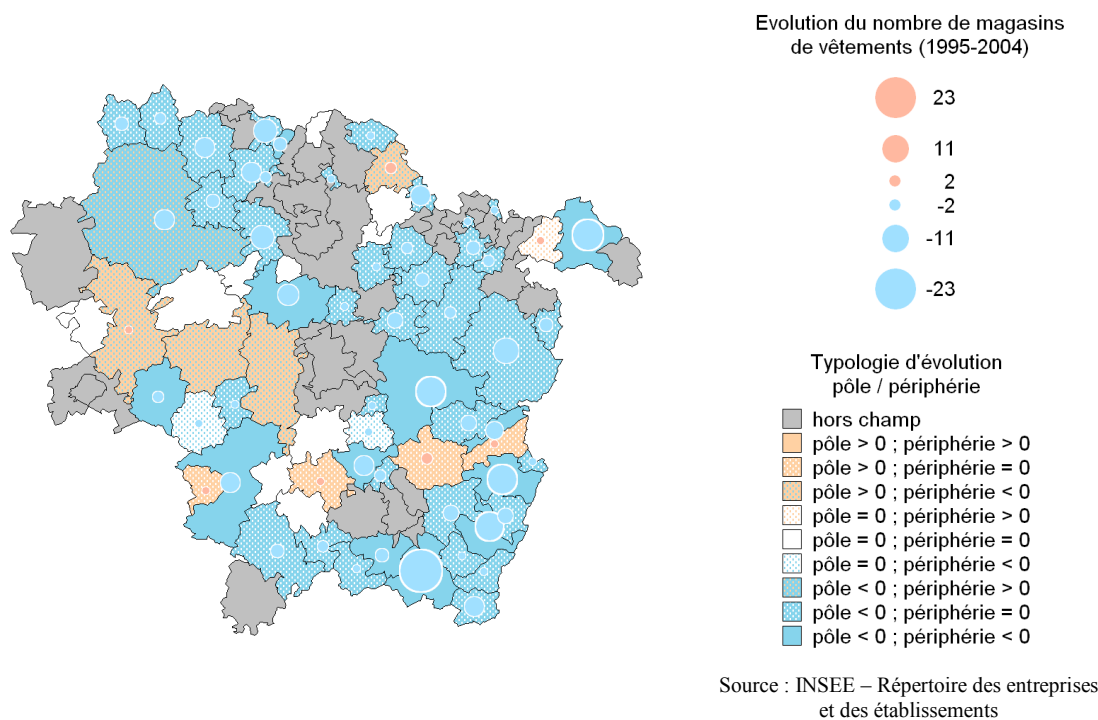 Evolution du nombre de magasins
de vêtements (1995-2004)
23
11
2
-2
-11
-23
Typologie d'évolution
pôle / périphérie
hors champ
pôle > 0 ; périphérie > 0
pôle > 0 ; périphérie = 0
pôle > 0 ; périphérie < 0
pôle = 0 ; périphérie > 0
pôle = 0 ; périphérie = 0
pôle = 0 ; périphérie < 0
pôle < 0 ; périphérie > 0
pôle < 0 ; périphérie = 0
pôle < 0 ; périphérie < 0
Source : INSEE – Répertoire des entreprises
et des établissements